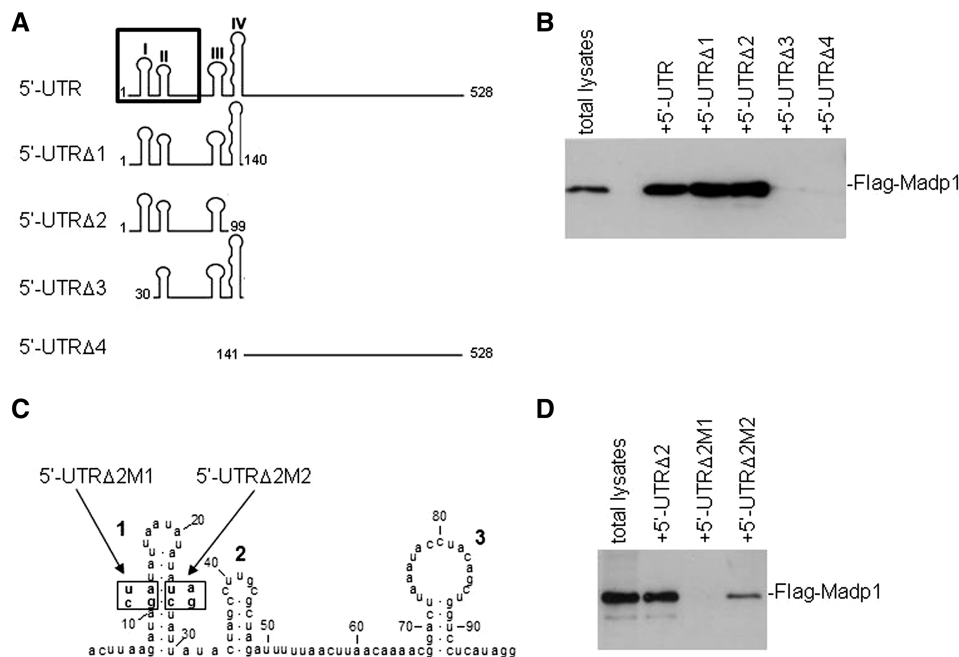 A
I II III IV
5'-UTR
1 528
5'-UTRΔ1
1 140
5'-UTRΔ2
1 99
5'-UTRΔ3
30
5'-UTRΔ4
141 528
B
total lysates
+5'-UTR
+5'-UTRΔ1
+5'-UTRΔ2
+5'-UTRΔ3
+5'-UTRΔ4
-Flag-Madp1
C
5'-UTRΔ2M1 5'-UTRΔ2M2
1 2 3
10 20 30 40 50 60 70 80 90
u c
a g
acuuaag
auuuuaacuuaacaaaac
cucauagg
D
total lysates
+5'-UTRΔ2
+5'-UTRΔ2M1
+5'-UTRΔ2M2
-Flag-Madp1